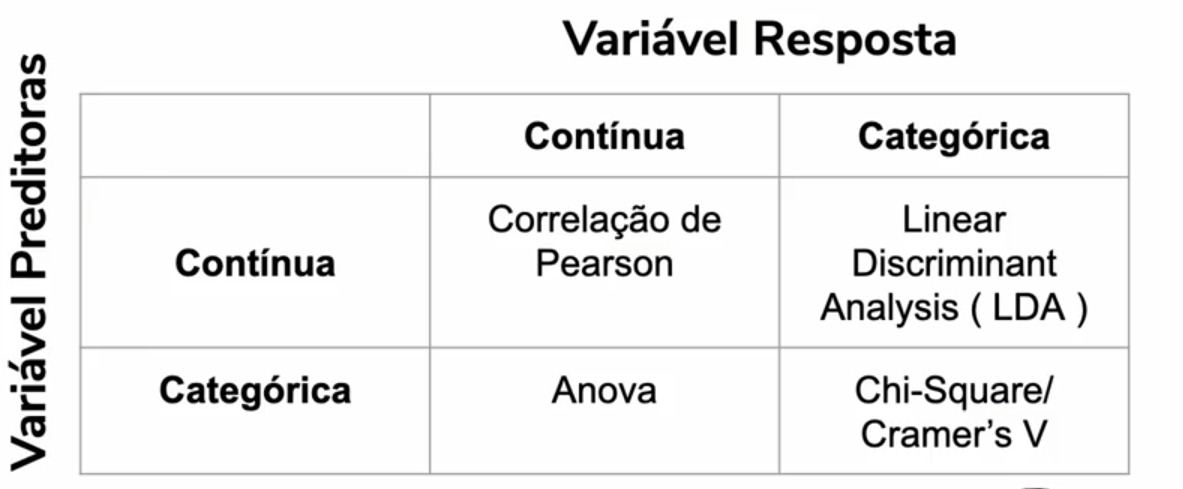 Variável Resposta
Variável Preditoras
Contínua
Categórica
Contínua
Correlação de
Pearson
Linear
Discriminant
Analysis ( LDA )
Categórica
Anova
Chi-Square/
Cramer's V